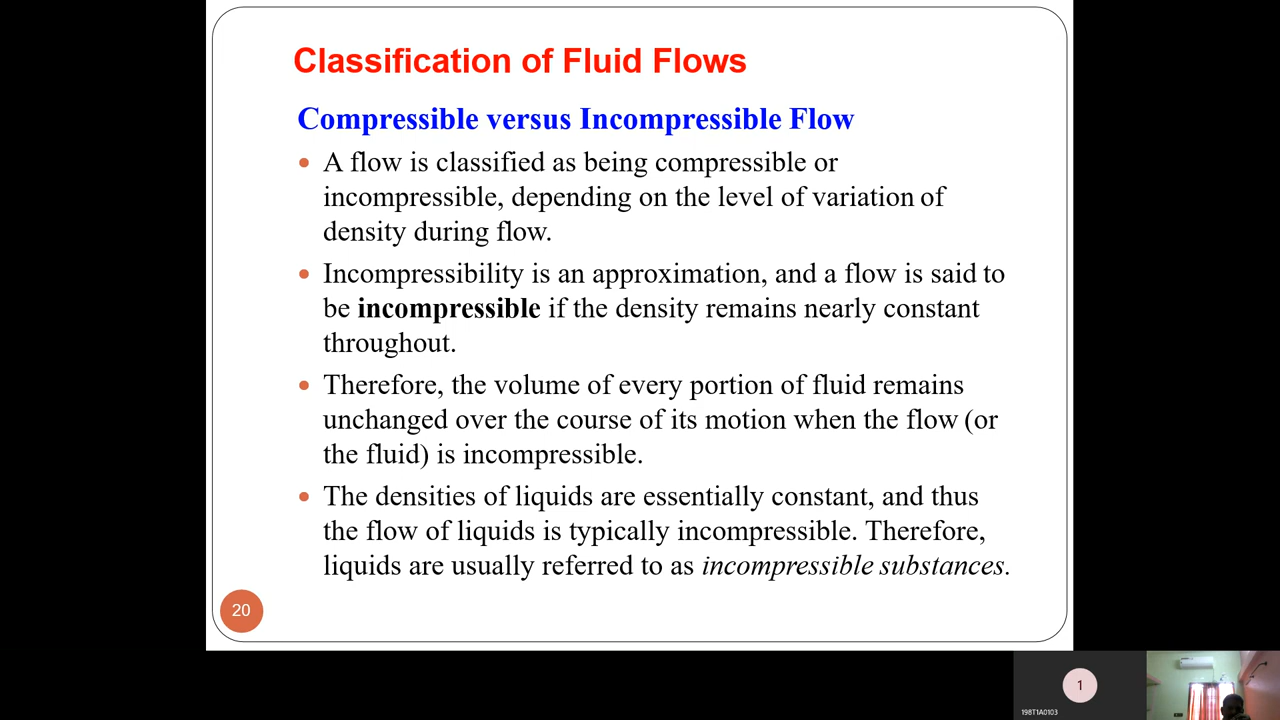 Classification of Fluid Flows
Compressible versus Incompressible Flow
• A flow is classified as being compressible or
incompressible, depending on the level of variation of
density during flow.
• Incompressibility is an approximation, and a flow is said to
be incompressible if the density remains nearly constant
throughout.
• Therefore, the volume of every portion of fluid remains
unchanged over the course of its motion when the flow (or
the fluid) is incompressible.
• The densities of liquids are essentially constant, and thus
the flow of liquids is typically incompressible. Therefore,
liquids are usually referred to as incompressible substances.
20
1
198T1A0103